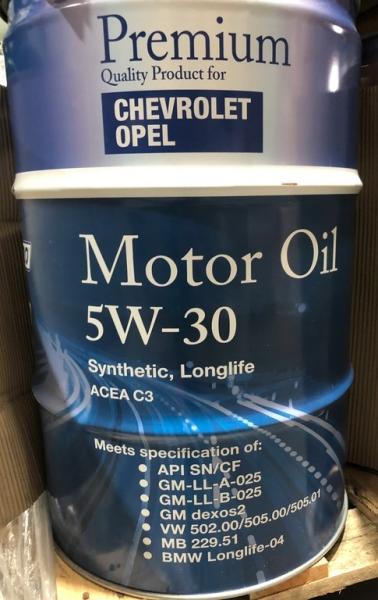 Premium
Quality Product for
CHEVROLET
OPEL
Motor Oil
5W-30
Synthetic, Longlife
ACEA C3
Meets specification of:
● API SN/CF
● GM-LL-A-025
● GM-LL-B-025
● GM dexos2
● VW 502.00/505.00/505.01
● MB 229.51
● BMW Longlife-04